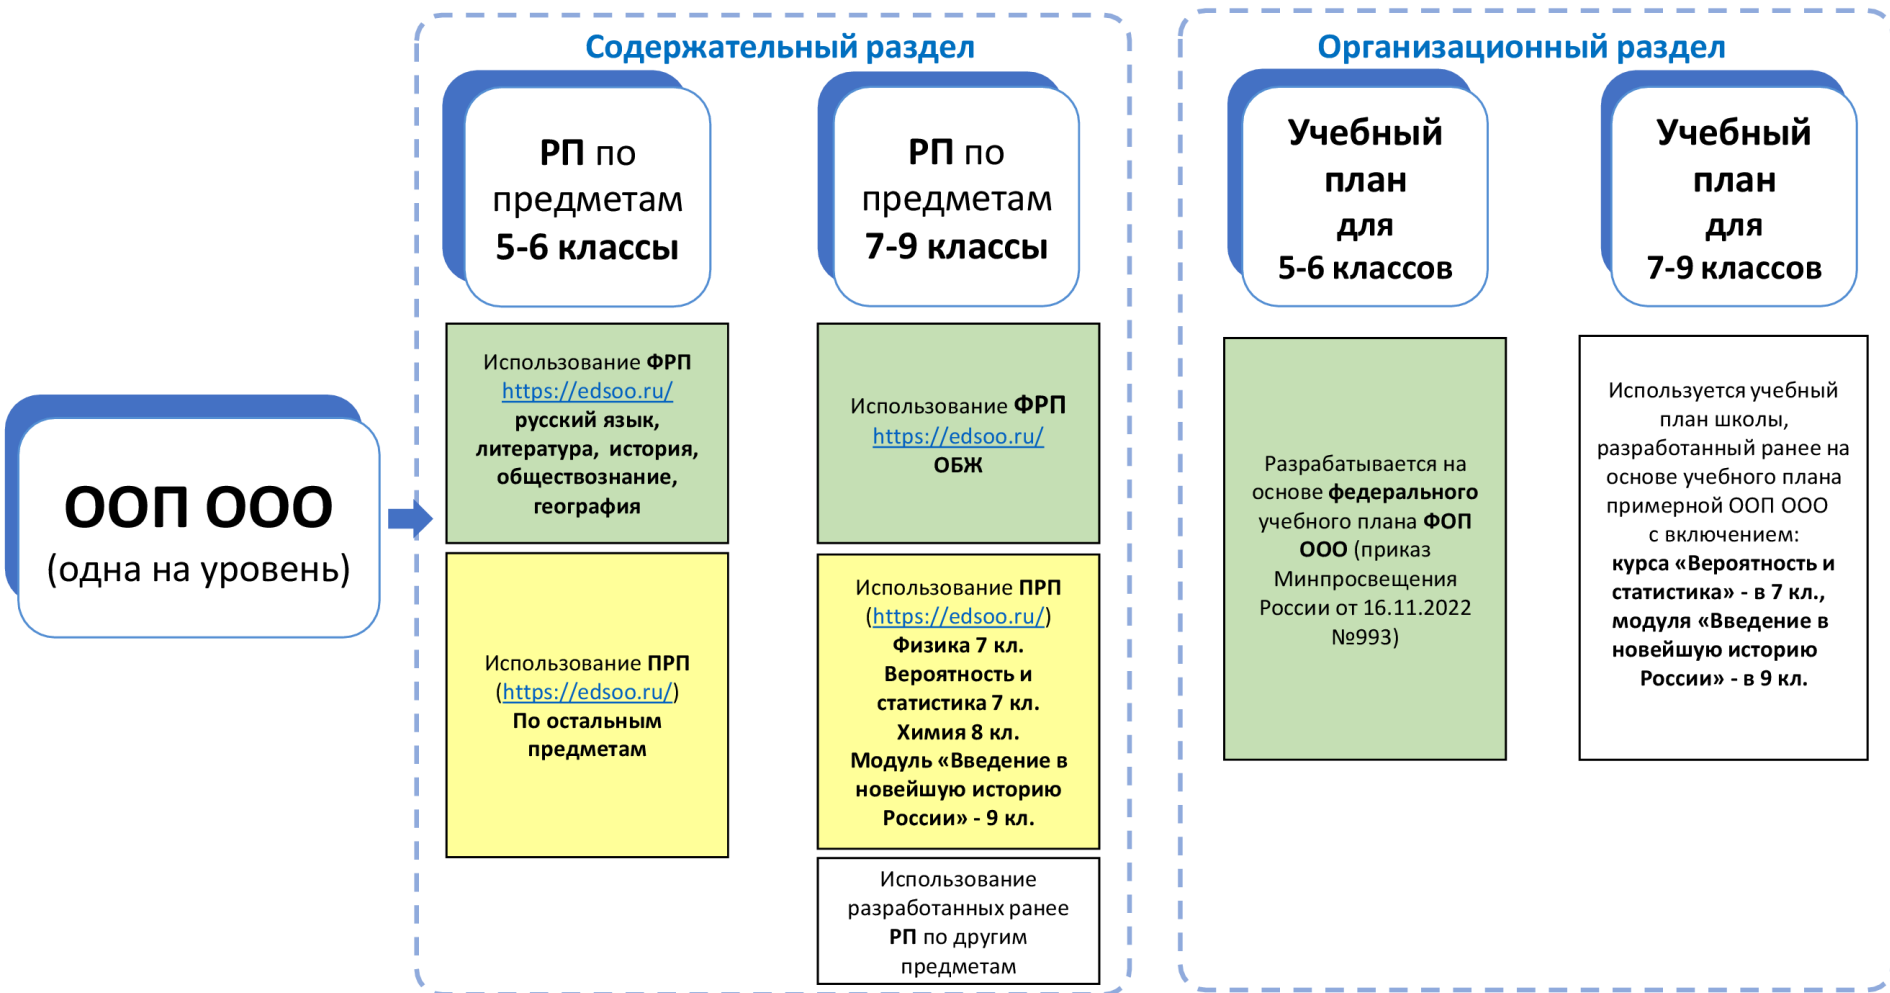 ООП ООО
(одна на уровень)
Содержательный раздел
РП по
предметам
5-6 классы
Использование ФРП
https://edsoo.ru/
русский язык,
литература, история,
обществознание,
география
Использование ПРП
(https://edsoo.ru/)
По остальным
предметам
РП по
предметам
7-9 классы
Использование ФРП
https://edsoo.ru/
ОБЖ
Использование ПРП
(https://edsoo.ru/)
Физика 7 кл.
Вероятность и
статистика 7 кл.
Химия 8 кл.
Модуль «Введение в
новейшую историю
России» - 9 кл.
Использование
разработанных ранее
РП по другим
предметам
Организационный раздел
Учебный
план
для
5-6 классов
Разрабатывается на
основе федерального
учебного плана ФОП
ООО (приказ
Минпросвещения
России от 16.11.2022
№993)
Учебный
план
для
7-9 классов
Используется учебный
план школы,
разработанный ранее на
основе учебного плана
примерной ООП ООО
с включением:
курса «Вероятность и
статистика» - в 7 кл.,
модуля «Введение в
новейшую историю
России» - в 9 кл.